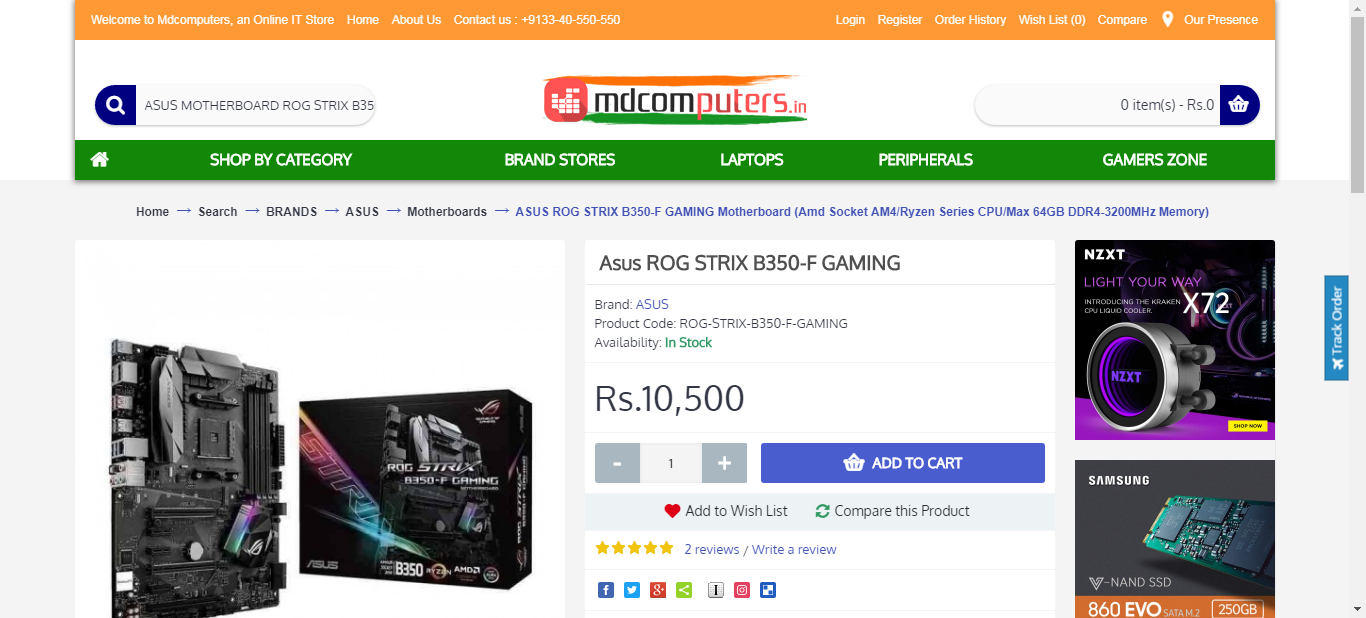 Welcome to Mdcomputers, an Online IT Store Home About Us Contact us : +9133-40-550-550
Login Register Order History Wish List (0) Compare Our Presence
ASUS MOTHERBOARD ROG STRIX B35
mdcomputers.in
0 item(s) - Rs.0
SHOP BY CATEGORY BRAND STORES LAPTOPS PERIPHERALS GAMERS ZONE
Home → Search → BRANDS → ASUS → Motherboards → ASUS ROG STRIX B350-F GAMING Motherboard (Amd Socket AM4/Ryzen Series CPU/Max 64GB DDR4-3200MHz Memory)
STRIX
ROG STRIX
B350-F GAMING
MOTHERBOARD
ASUS
B350 RYZEN AMD
Asus ROG STRIX B350-F GAMING
Brand: ASUS
Product Code: ROG-STRIX-B350-F-GAMING
Availability: In Stock
Rs.10,500
- 1 +
ADD TO CART
Add to Wish List Compare this Product
2 reviews / Write a review
NZXT
LIGHT YOUR WAY
INTRODUCING THE KRAKEN
CPU LIQUID COOLER.
X72
NZXT
SHOP NOW
Track Order
SAMSUNG
V-NAND SSD
860 EVO SATA M.2 250GB